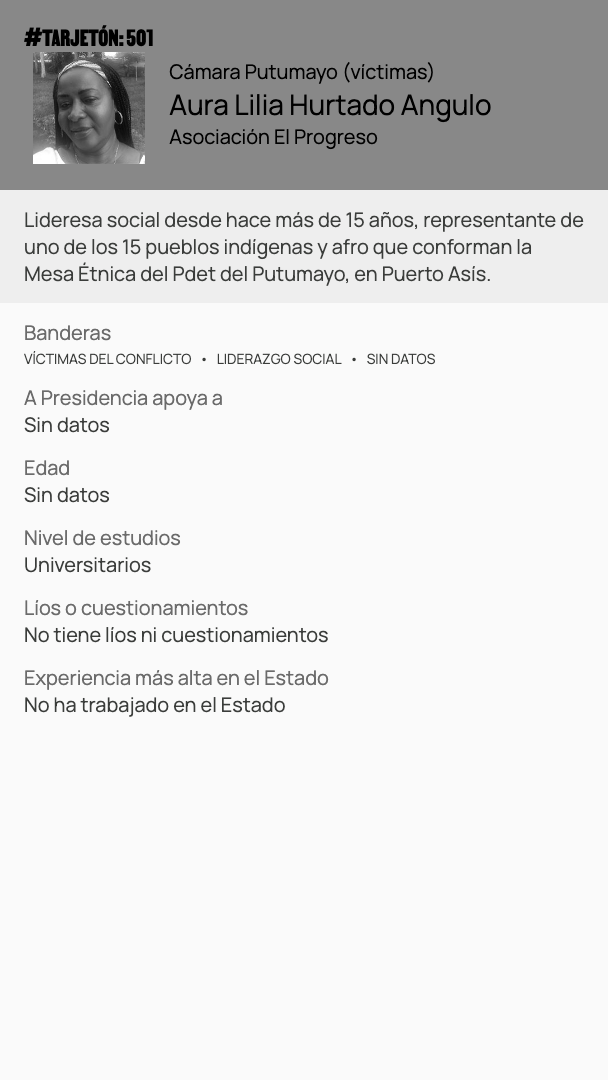 #TARJETÓN: 501
Cámara Putumayo (víctimas)
Aura Lilia Hurtado Angulo
Asociación El Progreso
Lideresa social desde hace más de 15 años, representante de
uno de los 15 pueblos indígenas y afro que conforman la
Mesa Étnica del Pdet del Putumayo, en Puerto Asís.
Banderas
VÍCTIMAS DEL CONFLICTO • LIDERAZGO SOCIAL • SIN DATOS
A Presidencia apoya a
Sin datos
Edad
Sin datos
Nivel de estudios
Universitarios
Líos o cuestionamientos
No tiene líos ni cuestionamientos
Experiencia más alta en el Estado
No ha trabajado en el Estado